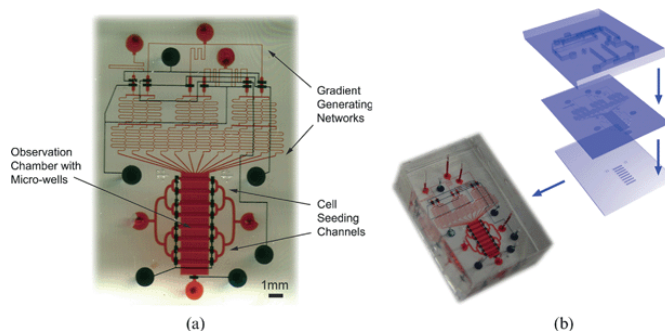 Gradient
Generating
Networks
Observation
Chamber with
Micro-wells
Cell
Seeding
Channels
1mm
(a)
(b)